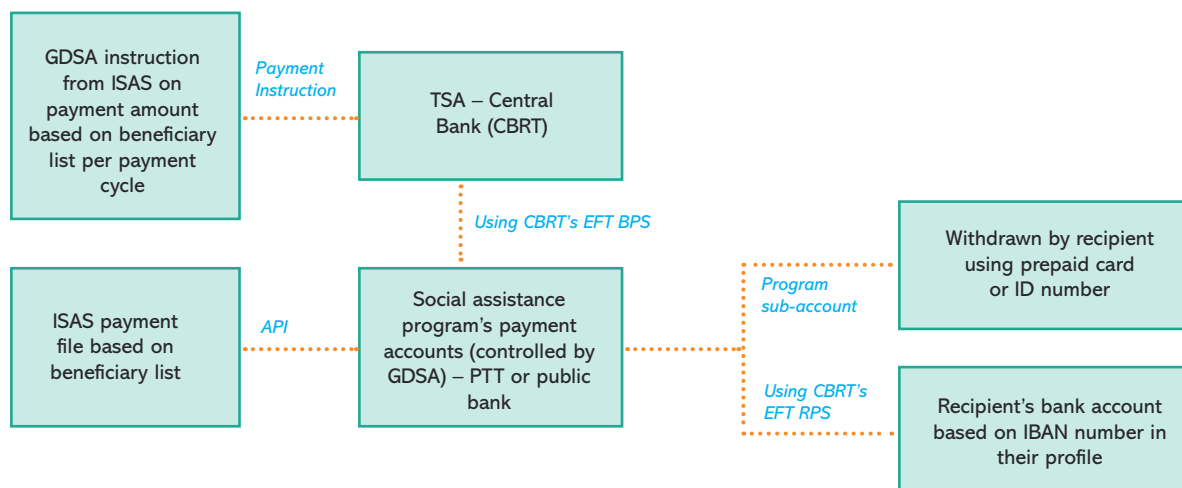 GDSA instruction
from ISAS on
payment amount
based on beneficiary
list per payment
cycle
Payment
Instruction
TSA – Central
Bank (CBRT)
Using CBRT's EFT BPS
ISAS payment
file based on
beneficiary list
API
Social assistance
program's payment
accounts (controlled by
GDSA) – PTT or public
bank
Program
sub-account
Withdrawn by recipient
using prepaid card
or ID number
Using CBRT's
EFT RPS
Recipient's bank account
based on IBAN number in
their profile